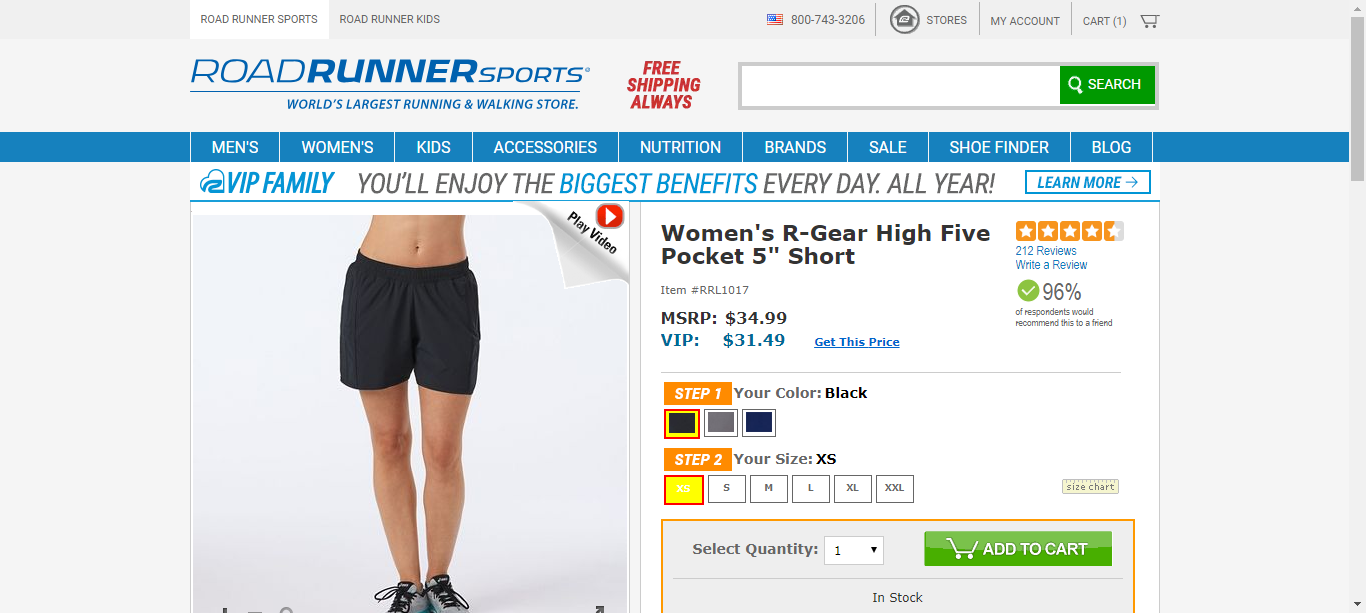 ROAD RUNNER SPORTS
ROAD RUNNER KIDS
800-743-3206
STORES
MY ACCOUNT
CART (1)
ROADRUNNERSPORTS®
WORLD'S LARGEST RUNNING & WALKING STORE.
FREE
SHIPPING
ALWAYS
SEARCH
MEN'S
WOMEN'S
KIDS
ACCESSORIES
NUTRITION
BRANDS
SALE
SHOE FINDER
BLOG
VIP FAMILY
YOU'LL ENJOY THE BIGGEST BENEFITS EVERY DAY. ALL YEAR!
LEARN MORE →
Play Video
Women's R-Gear High Five
Pocket 5" Short
212 Reviews
Write a Review
Item #RRL1017
96%
of respondents would
recommend this to a friend
MSRP: $34.99
VIP: $31.49
Get This Price
STEP 1 Your Color: Black
STEP 2 Your Size: XS
XS
S
M
L
XL
XXL
size chart
Select Quantity: 1
ADD TO CART
In Stock